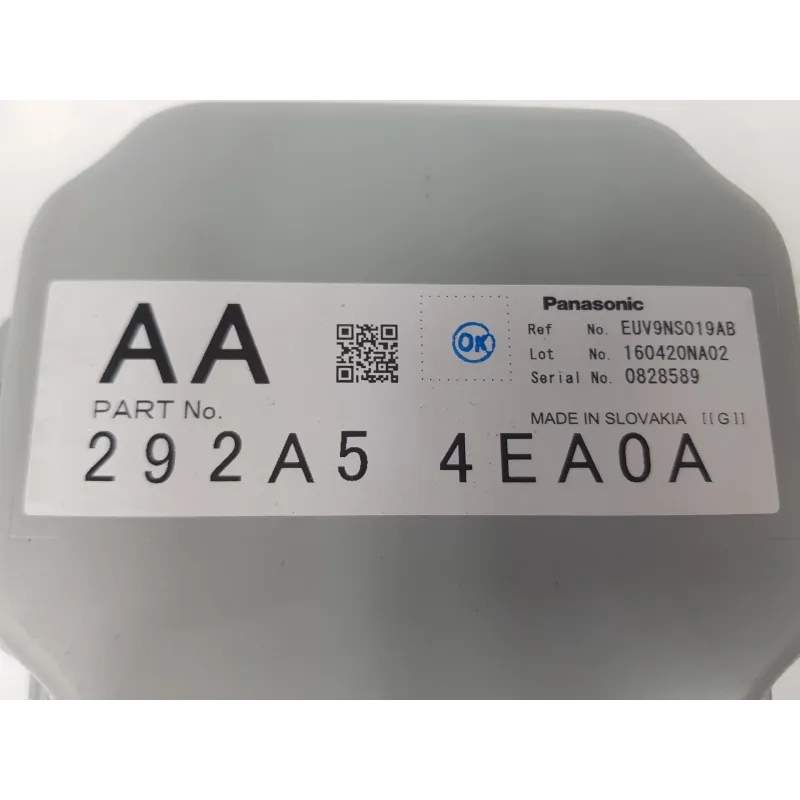 AA
OK
Panasonic
Ref No. EUV9NS019AB
Lot No. 160420NA02
Serial No. 0828589
PART No.
MADE IN SLOVAKIA [[G]]
292A5 4EA0A